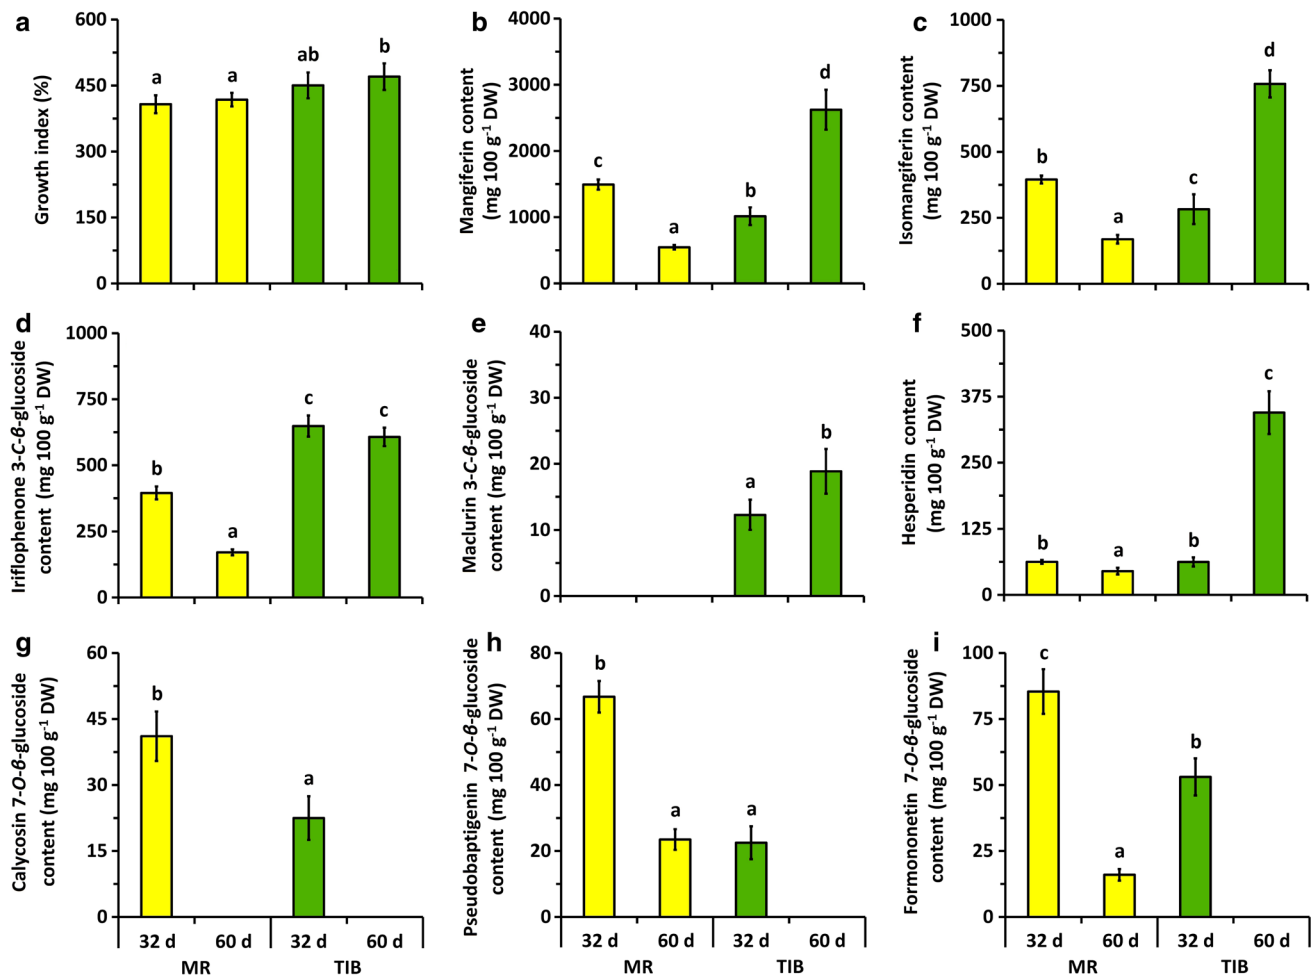 a
Growth index (%)
600
450
300
150
0
a
a
ab
b
b
Mangiferin content
(mg 100 g⁻¹ DW)
4000
3000
2000
1000
0
c
a
b
d
c
Isomangiferin content
(mg 100 g⁻¹ DW)
1000
750
500
250
0
b
a
c
d
d
Iriflophenone 3-C-β-glucoside
content (mg 100 g⁻¹ DW)
1000
750
500
250
0
b
a
c
c
e
Maclurin 3-C-β-glucoside
content (mg 100 g⁻¹ DW)
40
30
20
10
0
a
b
f
Hesperidin content
(mg 100 g⁻¹ DW)
500
375
250
125
0
b
a
b
c
g
Calycosin 7-O-β-glucoside
content (mg 100 g⁻¹ DW)
60
45
30
15
0
b
a
32 d 60 d 32 d 60 d
MR TIB
h
Pseudobaptigenin 7-O-β-glucoside
content (mg 100 g⁻¹ DW)
80
60
40
20
0
b
a
a
32 d 60 d 32 d 60 d
MR TIB
i
Formononetin 7-O-β-glucoside
content (mg 100 g⁻¹ DW)
100
75
50
25
0
c
a
b
32 d 60 d 32 d 60 d
MR TIB